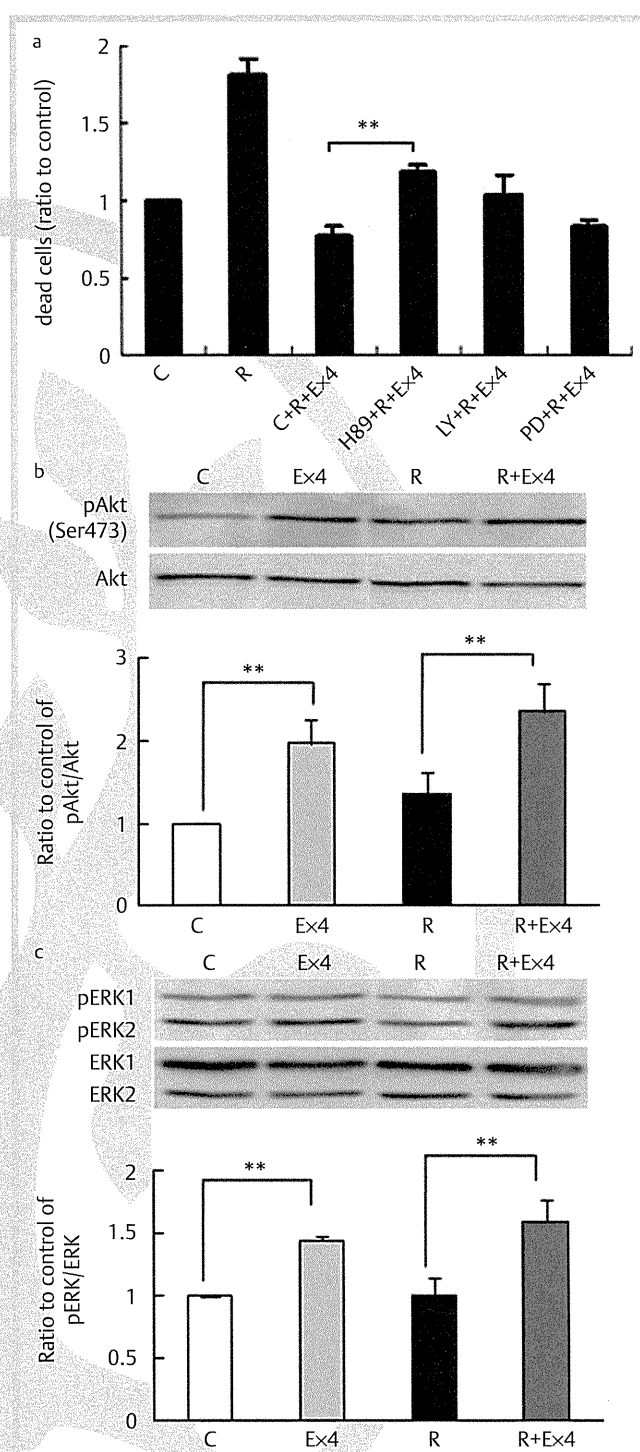 a
2
1.5
1
0.5
0
dead cells (ratio to control)
**
C
R
C+R+Ex4
H89+R+Ex4
LY+R+Ex4
PD+R+Ex4
b
C Ex4 R R+Ex4
pAkt
(Ser473)
Akt
3
2
1
0
Ratio to control of
pAkt/Akt
** **
C Ex4 R R+Ex4
c
C Ex4 R R+Ex4
pERK1
pERK2
ERK1
ERK2
2
1.5
1
0.5
0
Ratio to control of
pERK/ERK
** **
C Ex4 R R+Ex4